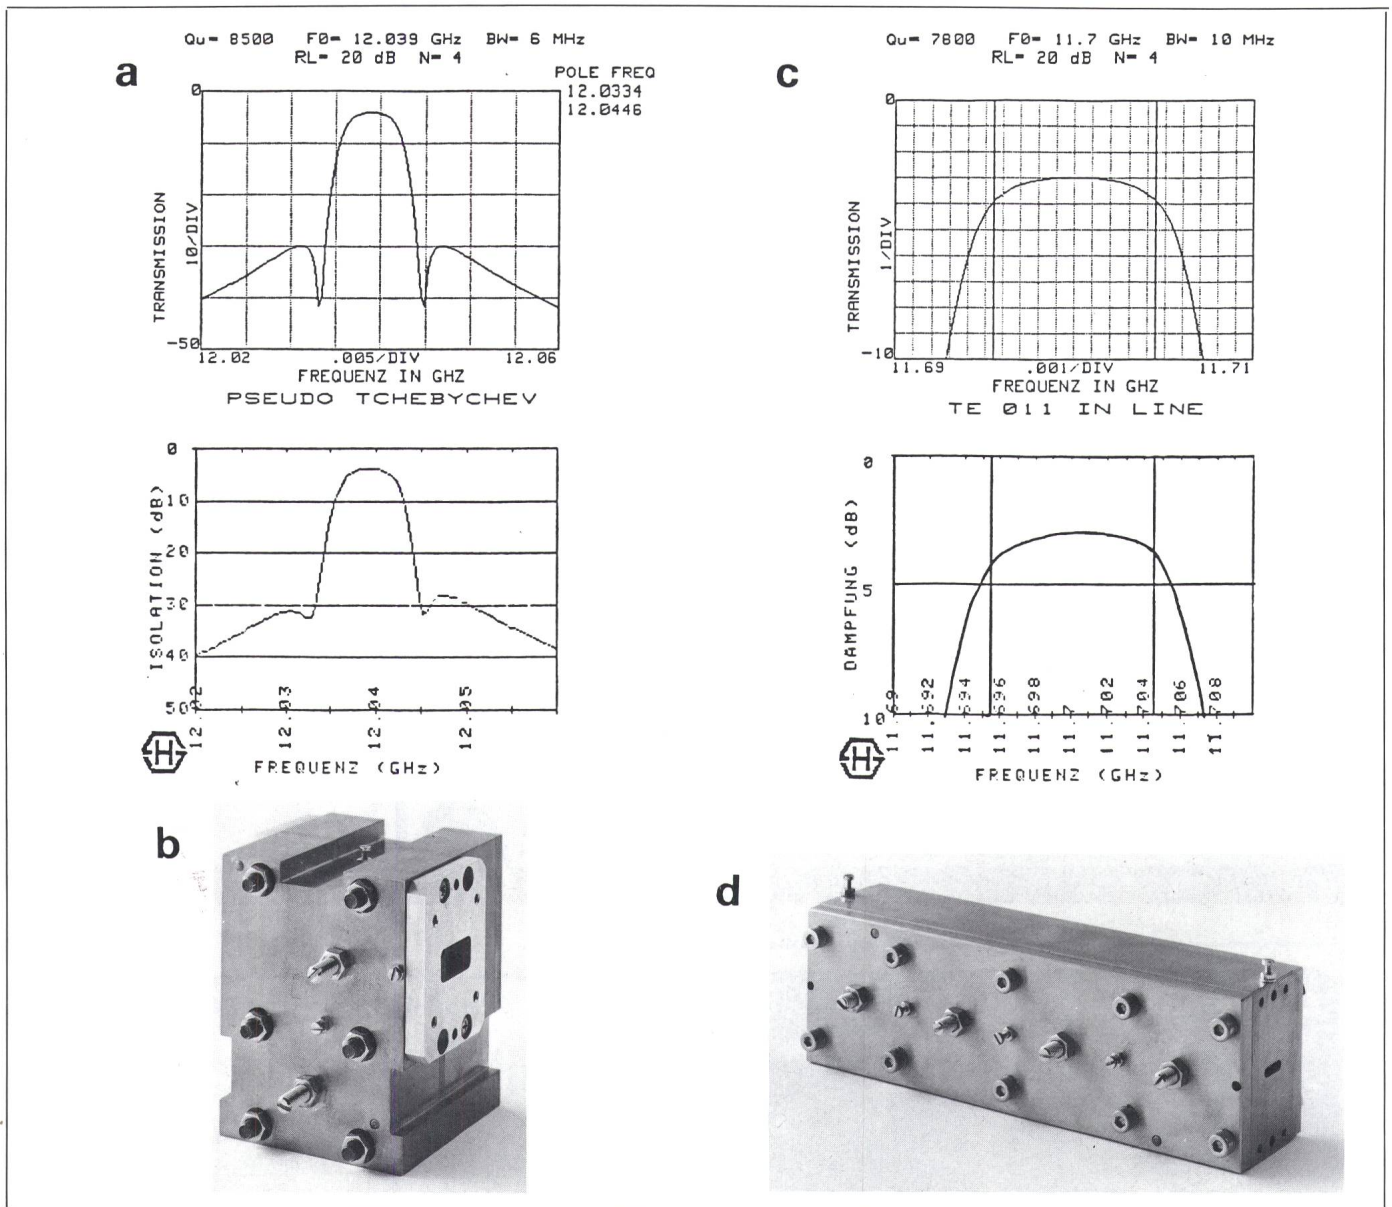 a
Qu= 8500 F0= 12.039 GHz BW= 6 MHz
RL= 20 dB N= 4
POLE FREQ
12.0334
12.0446
0
TRANSMISSION
10/DIV
-50
12.02 .005/DIV 12.06
FREQUENZ IN GHZ
PSEUDO TCHEBYCHEV
0
10
20
30
40
50
ISOLATION (dB)
12.02 12.03 12.04 12.05
H
FREQUENZ (GHz)
b
c
Qu= 7800 F0= 11.7 GHz BW= 10 MHz
RL= 20 dB N= 4
0
TRANSMISSION
1/DIV
-10
11.69 .001/DIV 11.71
FREQUENZ IN GHZ
TE 011 IN LINE
0
5
10
DAMPFUNG (dB)
11.69 11.692 11.694 11.696 11.698 11.7 11.702 11.704 11.706 11.708
H
FREQUENZ (GHz)
d